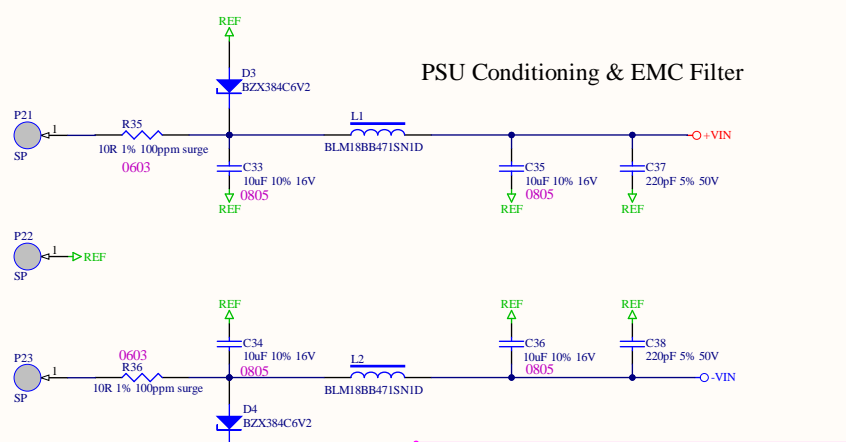 REF
PSU Conditioning & EMC Filter
D3
BZX384C6V2
P21
1
SP
R35
10R 1% 100ppm surge
0603
L1
BLM18BB471SN1D
+VIN
C33
10uF 10% 16V
0805
REF
C35
10uF 10% 16V
0805
REF
C37
220pF 5% 50V
REF
P22
1
REF
SP
REF
REF
REF
C34
10uF 10% 16V
0805
C36
10uF 10% 16V
0805
C38
220pF 5% 50V
P23
1
SP
0603
R36
10R 1% 100ppm surge
L2
BLM18BB471SN1D
-VIN
D4
BZX384C6V2